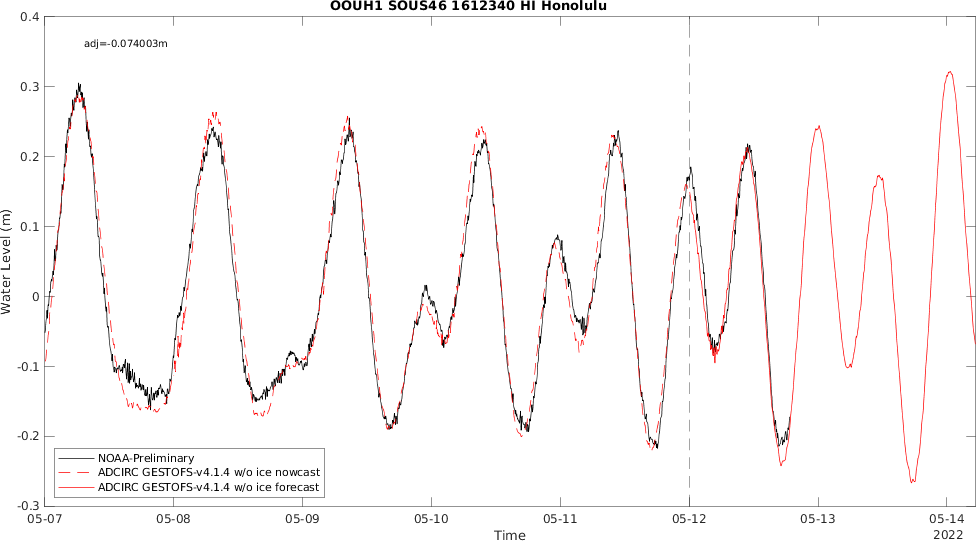 OOUH1 SOUS46 1612340 HI Honolulu
adj=-0.074003m
0.4
0.3
0.2
0.1
0
-0.1
-0.2
-0.3
Water Level (m)
NOAA-Preliminary
ADCIRC GESTOFS-v4.1.4 w/o ice nowcast
ADCIRC GESTOFS-v4.1.4 w/o ice forecast
05-07 05-08 05-09 05-10 05-11 05-12 05-13 05-14
Time
2022